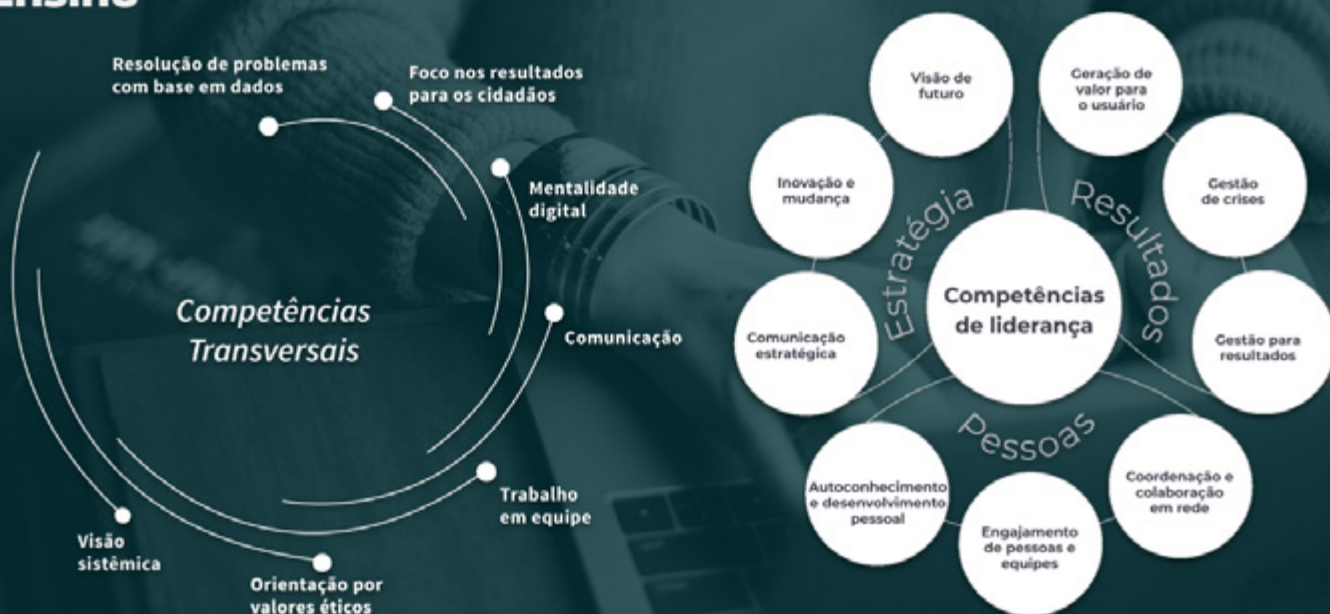 Ensino
Resolução de problemas
com base em dados
Foco nos resultados
para os cidadãos
Mentalidade
digital
Comunicação
Trabalho
em equipe
Orientação por
valores éticos
Visão
sistêmica
Competências
Transversais
Visão de
futuro
Inovação e
mudança
Comunicação
estratégica
Estratégia
Geração de
valor para
o usuário
Gestão
de crises
Gestão para
resultados
Resultados
Competências
de liderança
Pessoas
Autoconhecimento
e desenvolvimento
pessoal
Engajamento
de pessoas e
equipes
Coordenação e
colaboração
em rede